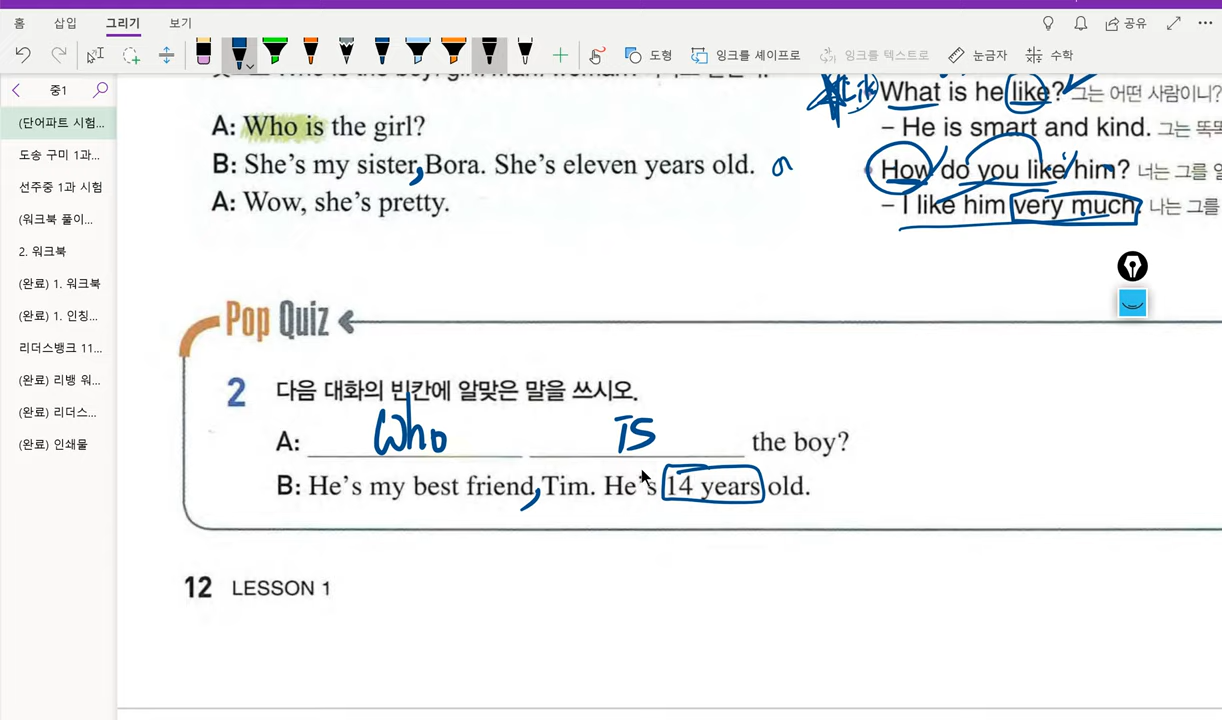 홈 삽입 그리기 보기 공유
도형 잉크를 셰이프로 잉크를 텍스트로 눈금자 수학
중1
(단어파트 시험...
도송 구미 1과...
선주중 1과 시험
(워크북 풀이...
2. 워크북
(완료) 1. 워크북
(완료) 1. 인칭...
리더스뱅크 11...
(완료) 리뱅 워...
(완료) 리더스...
(완료) 인쇄물
A: Who is the girl?
B: She's my sister, Bora. She's eleven years old.
A: Wow, she's pretty.
What is he like? 그는 어떤 사람이니?
– He is smart and kind. 그는 똑똑
How do you like him? 너는 그를
– I like him very much. 나는 그를
Pop Quiz
2 다음 대화의 빈칸에 알맞은 말을 쓰시오.
A: Who is the boy?
B: He's my best friend, Tim. He's 14 years old.
12 LESSON 1